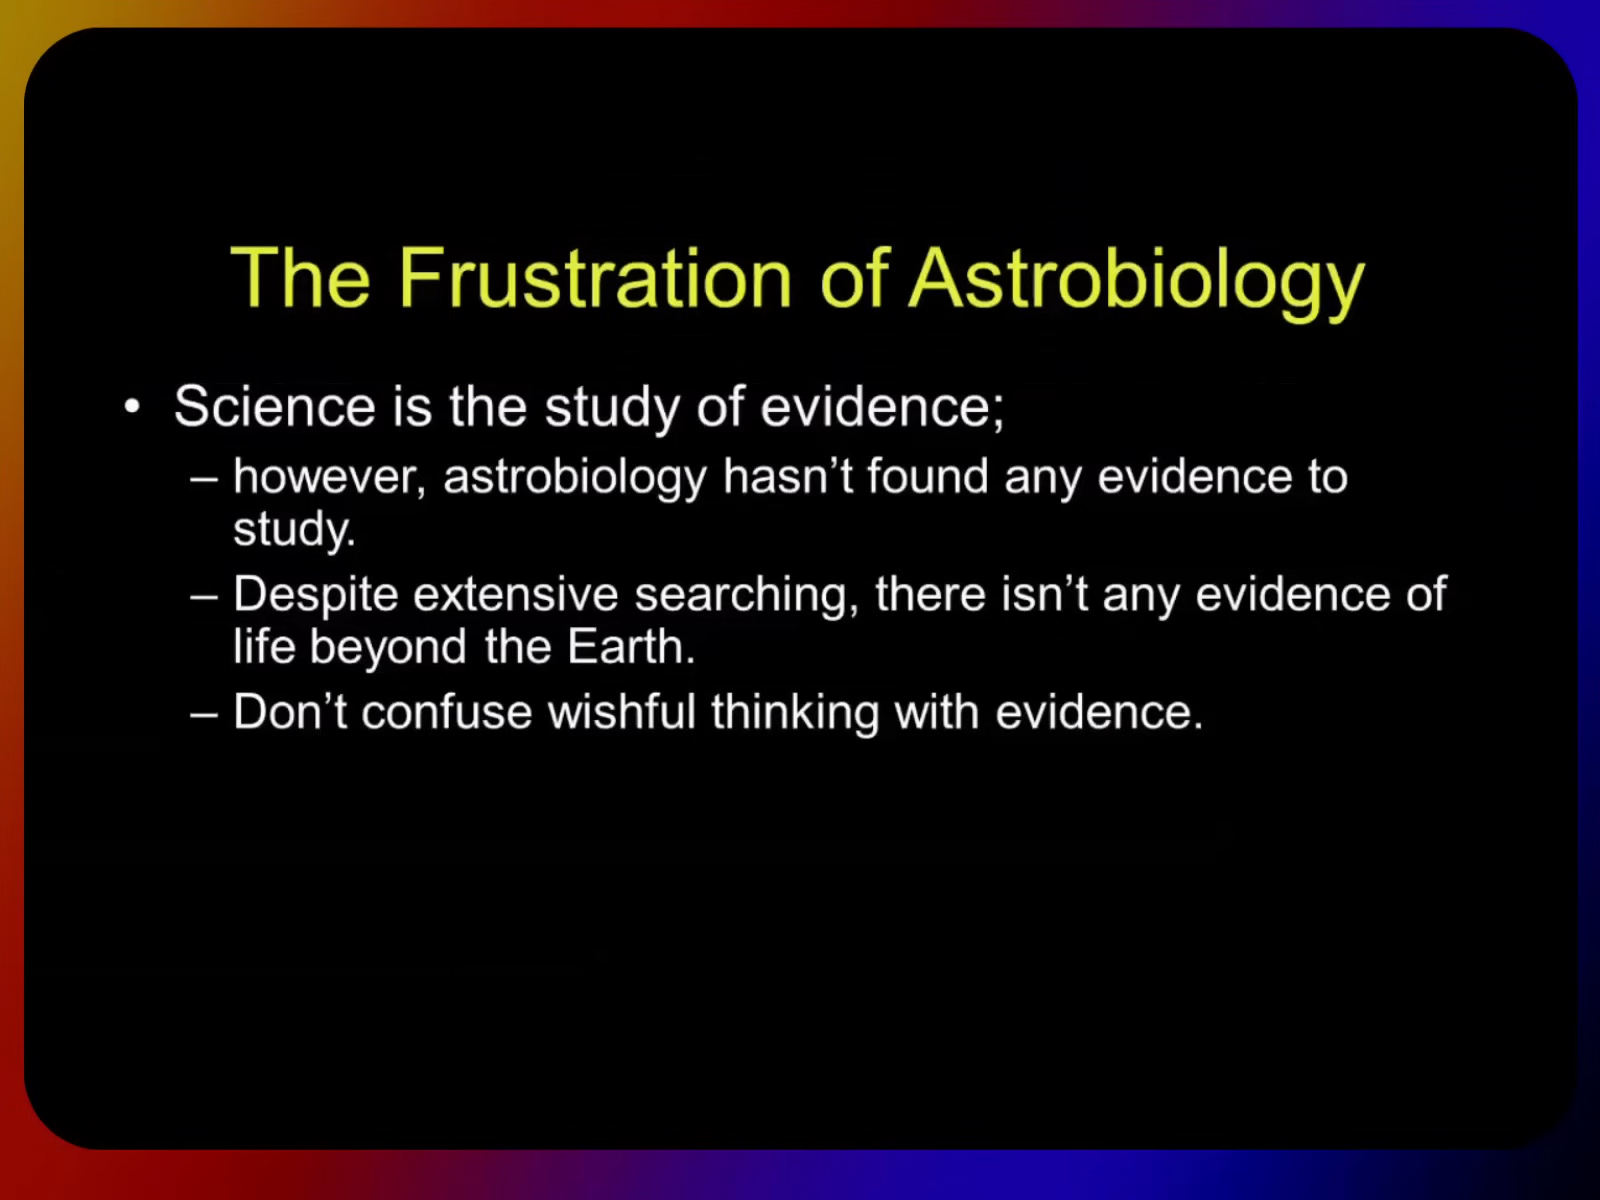 The Frustration of Astrobiology
• Science is the study of evidence;
– however, astrobiology hasn’t found any evidence to
study.
– Despite extensive searching, there isn’t any evidence of
life beyond the Earth.
– Don’t confuse wishful thinking with evidence.